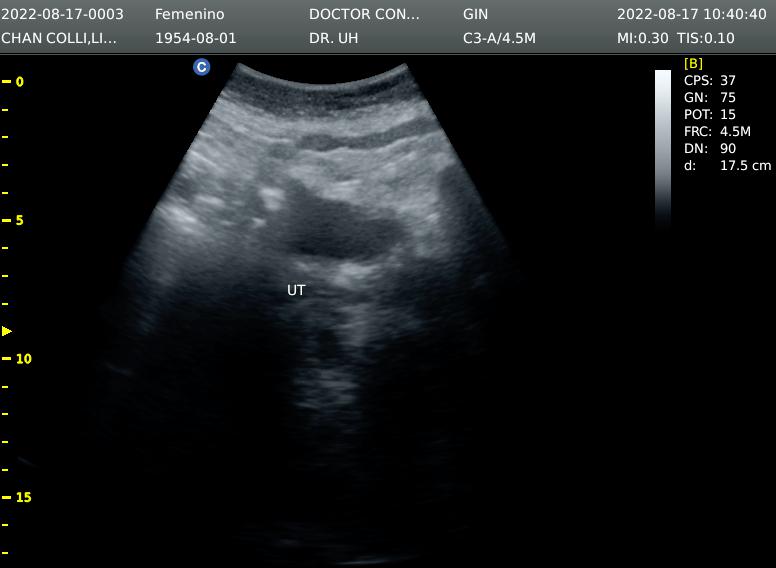 2022-08-17-0003 Femenino DOCTOR CON... GIN 2022-08-17 10:40:40
CHAN COLLI,LI... 1954-08-01 DR. UH C3-A/4.5M MI:0.30 TIS:0.10
C
[B]
CPS: 37
GN: 75
POT: 15
FRC: 4.5M
DN: 90
d: 17.5 cm
0
5
UT
10
15